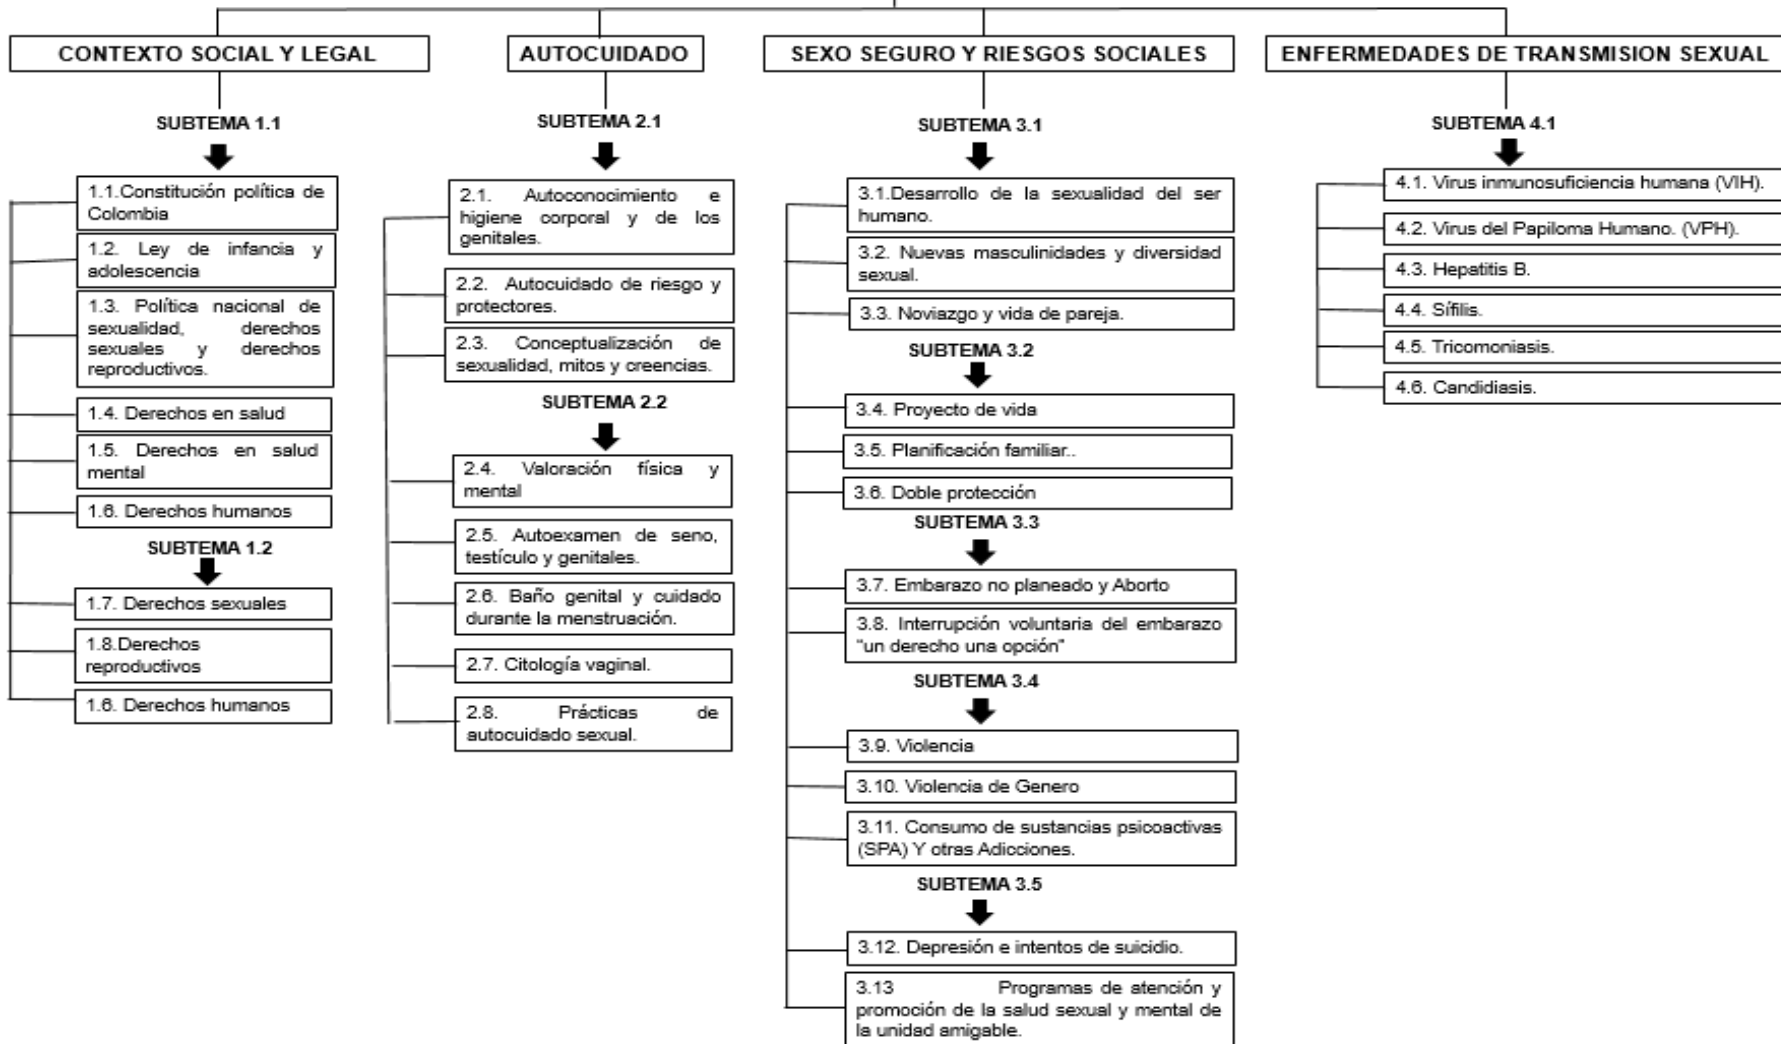 CONTEXTO SOCIAL Y LEGAL
SUBTEMA 1.1
1.1.Constitución política de
Colombia
1.2. Ley de infancia y
adolescencia
1.3. Política nacional de
sexualidad, derechos
sexuales y derechos
reproductivos.
1.4. Derechos en salud
1.5. Derechos en salud
mental
1.6. Derechos humanos
SUBTEMA 1.2
1.7. Derechos sexuales
1.8.Derechos
reproductivos
1.6. Derechos humanos
AUTOCUIDADO
SUBTEMA 2.1
2.1. Autoconocimiento e
higiene corporal y de los
genitales.
2.2. Autocuidado de riesgo y
protectores.
2.3. Conceptualización de
sexualidad, mitos y creencias.
SUBTEMA 2.2
2.4. Valoración física y
mental
2.5. Autoexamen de seno,
testículo y genitales.
2.6. Baño genital y cuidado
durante la menstruación.
2.7. Citología vaginal.
2.8. Prácticas de
autocuidado sexual.
SEXO SEGURO Y RIESGOS SOCIALES
SUBTEMA 3.1
3.1.Desarrollo de la sexualidad del ser
humano.
3.2. Nuevas masculinidades y diversidad
sexual.
3.3. Noviazgo y vida de pareja.
SUBTEMA 3.2
3.4. Proyecto de vida
3.5. Planificación familiar..
3.6. Doble protección
SUBTEMA 3.3
3.7. Embarazo no planeado y Aborto
3.8. Interrupción voluntaria del embarazo
“un derecho una opción”
SUBTEMA 3.4
3.9. Violencia
3.10. Violencia de Genero
3.11. Consumo de sustancias psicoactivas
(SPA) Y otras Adicciones.
SUBTEMA 3.5
3.12. Depresión e intentos de suicidio.
3.13 Programas de atención y
promoción de la salud sexual y mental de
la unidad amigable.
ENFERMEDADES DE TRANSMISION SEXUAL
SUBTEMA 4.1
4.1. Virus inmunosuficiencia humana (VIH).
4.2. Virus del Papiloma Humano. (VPH).
4.3. Hepatitis B.
4.4. Sífilis.
4.5. Tricomoniasis.
4.6. Candidiasis.